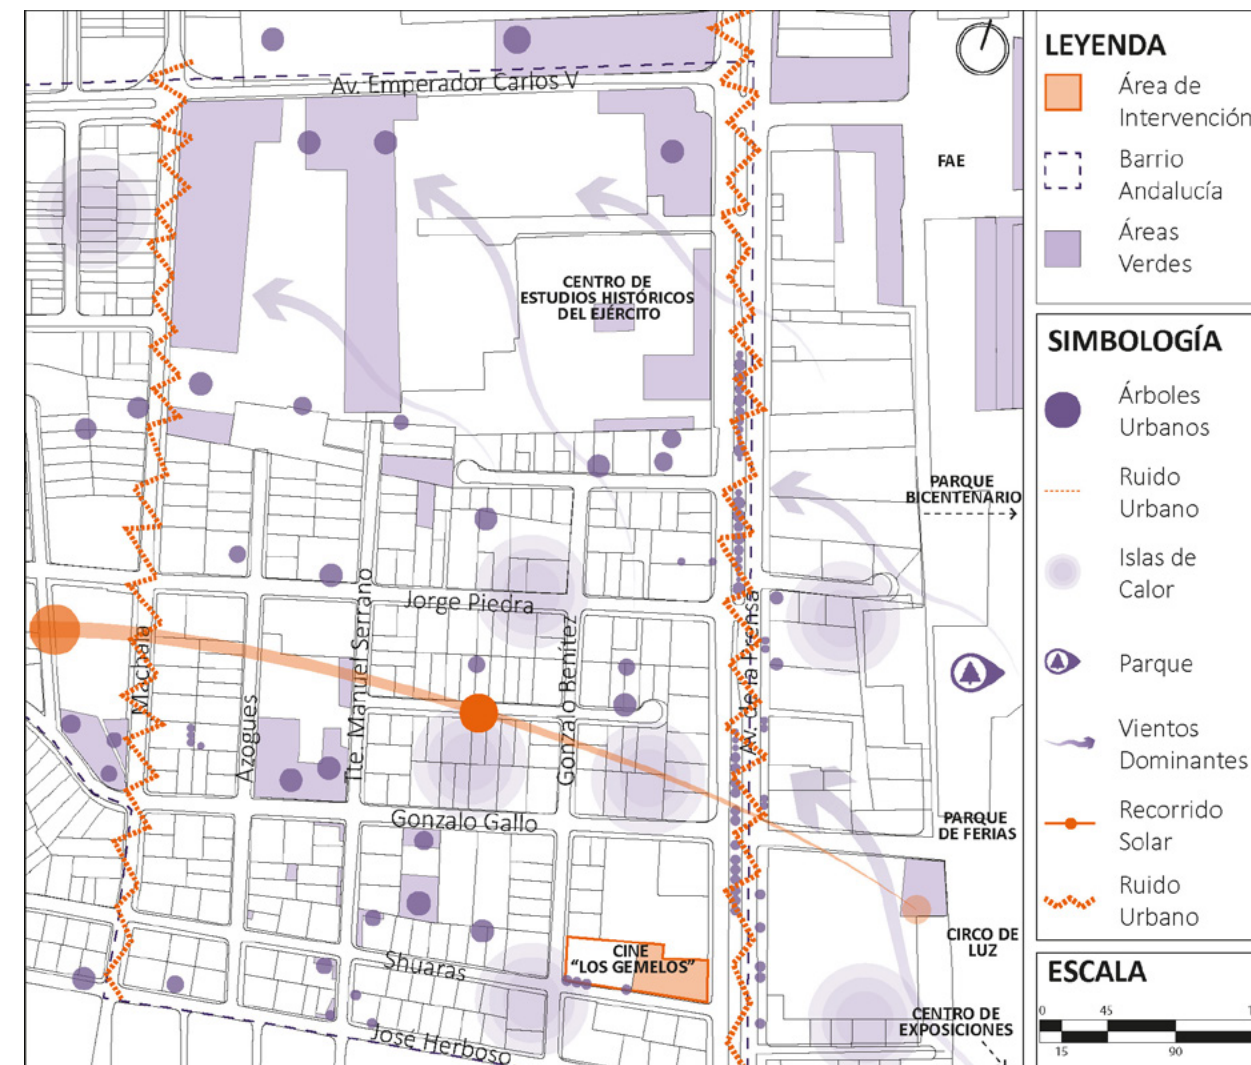 Av. Emperador Carlos V
FAE
CENTRO DE
ESTUDIOS HISTÓRICOS
DEL EJÉRCITO
PARQUE
BICENTENARIO
Jorge Piedra
Machala
Azogues
Tte. Manuel Serrano
Gonzalo Benítez
Av. de la Prensa
Gonzalo Gallo
PARQUE
DE FERIAS
CIRCO DE
LUZ
CINE
"LOS GEMELOS"
Shuaras
José Herboso
CENTRO DE
EXPOSICIONES
LEYENDA
Área de
Intervención
Barrio
Andalucía
Áreas
Verdes
SIMBOLOGÍA
Árboles
Urbanos
Ruido
Urbano
Islas de
Calor
Parque
Vientos
Dominantes
Recorrido
Solar
Ruido
Urbano
ESCALA
0 45
15 90